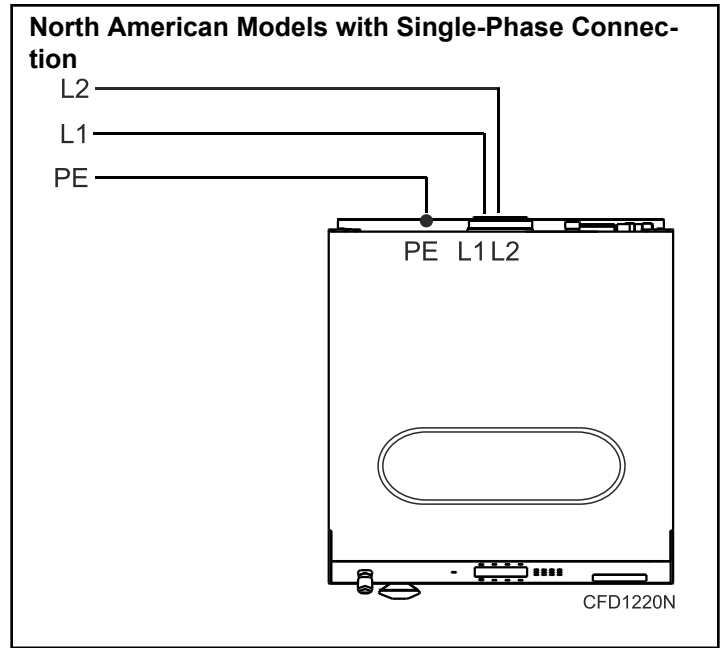 North American Models with Single-Phase Connec-
tion
L2
L1
PE
PE L1 L2
CFD1220N